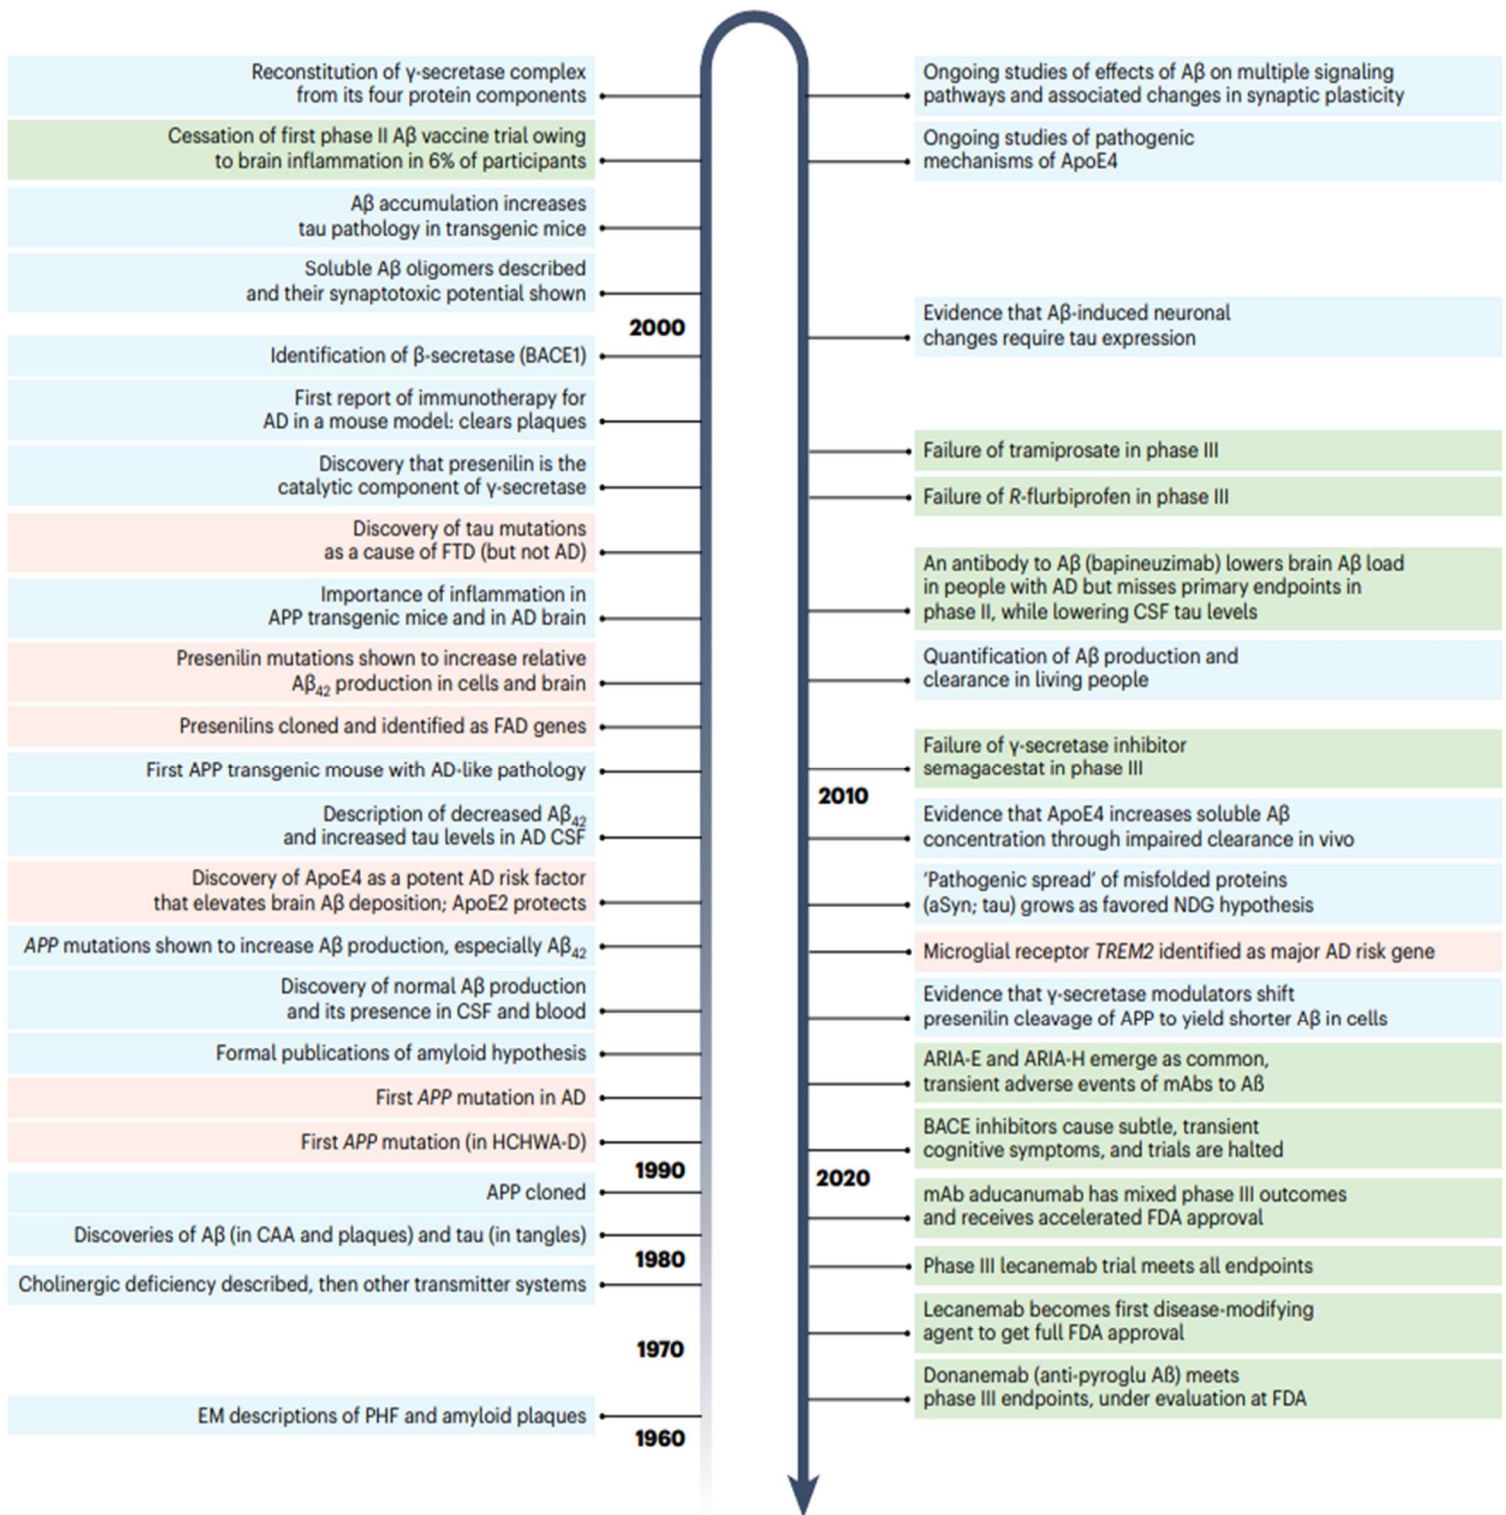 Reconstitution of γ-secretase complex
from its four protein components
Cessation of first phase II Aβ vaccine trial owing
to brain inflammation in 6% of participants
Aβ accumulation increases
tau pathology in transgenic mice
Soluble Aβ oligomers described
and their synaptotoxic potential shown
2000
Identification of β-secretase (BACE1)
First report of immunotherapy for
AD in a mouse model: clears plaques
Discovery that presenilin is the
catalytic component of γ-secretase
Discovery of tau mutations
as a cause of FTD (but not AD)
Importance of inflammation in
APP transgenic mice and in AD brain
Presenilin mutations shown to increase relative
Aβ₄₂ production in cells and brain
Presenilins cloned and identified as FAD genes
First APP transgenic mouse with AD-like pathology
Description of decreased Aβ₄₂
and increased tau levels in AD CSF
Discovery of ApoE4 as a potent AD risk factor
that elevates brain Aβ deposition; ApoE2 protects
APP mutations shown to increase Aβ production, especially Aβ₄₂
Discovery of normal Aβ production
and its presence in CSF and blood
Formal publications of amyloid hypothesis
First APP mutation in AD
First APP mutation (in HCHWA-D)
1990
APP cloned
Discoveries of Aβ (in CAA and plaques) and tau (in tangles)
1980
Cholinergic deficiency described, then other transmitter systems
1970
EM descriptions of PHF and amyloid plaques
1960
Ongoing studies of effects of Aβ on multiple signaling
pathways and associated changes in synaptic plasticity
Ongoing studies of pathogenic
mechanisms of ApoE4
Evidence that Aβ-induced neuronal
changes require tau expression
Failure of tramiprosate in phase III
Failure of R-flurbiprofen in phase III
An antibody to Aβ (bapineuzimab) lowers brain Aβ load
in people with AD but misses primary endpoints in
phase II, while lowering CSF tau levels
Quantification of Aβ production and
clearance in living people
Failure of γ-secretase inhibitor
semagacestat in phase III
2010
Evidence that ApoE4 increases soluble Aβ
concentration through impaired clearance in vivo
‘Pathogenic spread’ of misfolded proteins
(aSyn; tau) grows as favored NDG hypothesis
Microglial receptor TREM2 identified as major AD risk gene
Evidence that γ-secretase modulators shift
presenilin cleavage of APP to yield shorter Aβ in cells
ARIA-E and ARIA-H emerge as common,
transient adverse events of mAbs to Aß
BACE inhibitors cause subtle, transient
cognitive symptoms, and trials are halted
2020
mAb aducanumab has mixed phase III outcomes
and receives accelerated FDA approval
Phase III lecanemab trial meets all endpoints
Lecanemab becomes first disease-modifying
agent to get full FDA approval
Donanemab (anti-pyroglu Aß) meets
phase III endpoints, under evaluation at FDA